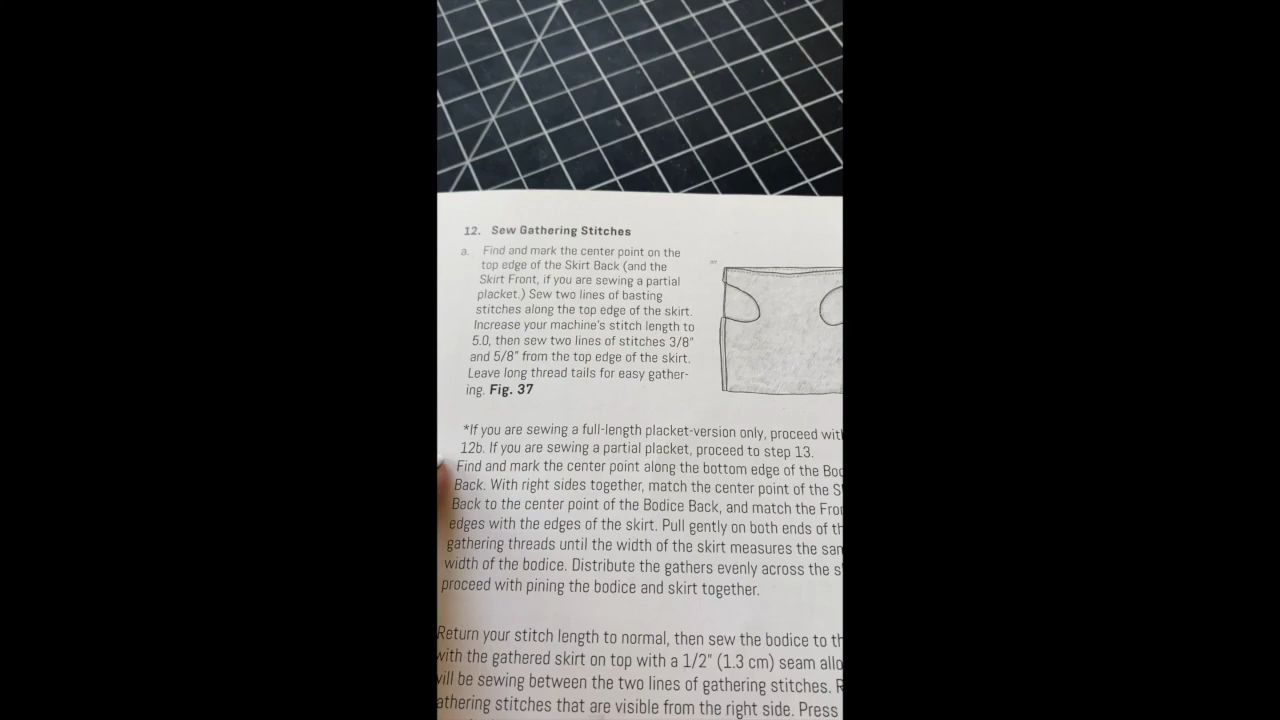 12. Sew Gathering Stitches
a. Find and mark the center point on the
top edge of the Skirt Back (and the
Skirt Front, if you are sewing a partial
placket.) Sew two lines of basting
stitches along the top edge of the skirt.
Increase your machine's stitch length to
5.0, then sew two lines of stitches 3/8"
and 5/8" from the top edge of the skirt.
Leave long thread tails for easy gather-
ing. Fig. 37
*If you are sewing a full-length placket-version only, proceed
12b. If you are sewing a partial placket, proceed to step 13.
Find and mark the center point along the bottom edge of the
Back. With right sides together, match the center point of the
Back to the center point of the Bodice Back, and match the
edges with the edges of the skirt. Pull gently on both ends of
gathering threads until the width of the skirt measures the
width of the bodice. Distribute the gathers evenly across the
proceed with pining the bodice and skirt together.
Return your stitch length to normal, then sew the bodice to
with the gathered skirt on top with a 1/2" (1.3 cm) seam
will be sewing between the two lines of gathering stitches.
gathering stitches that are visible from the right side. Press